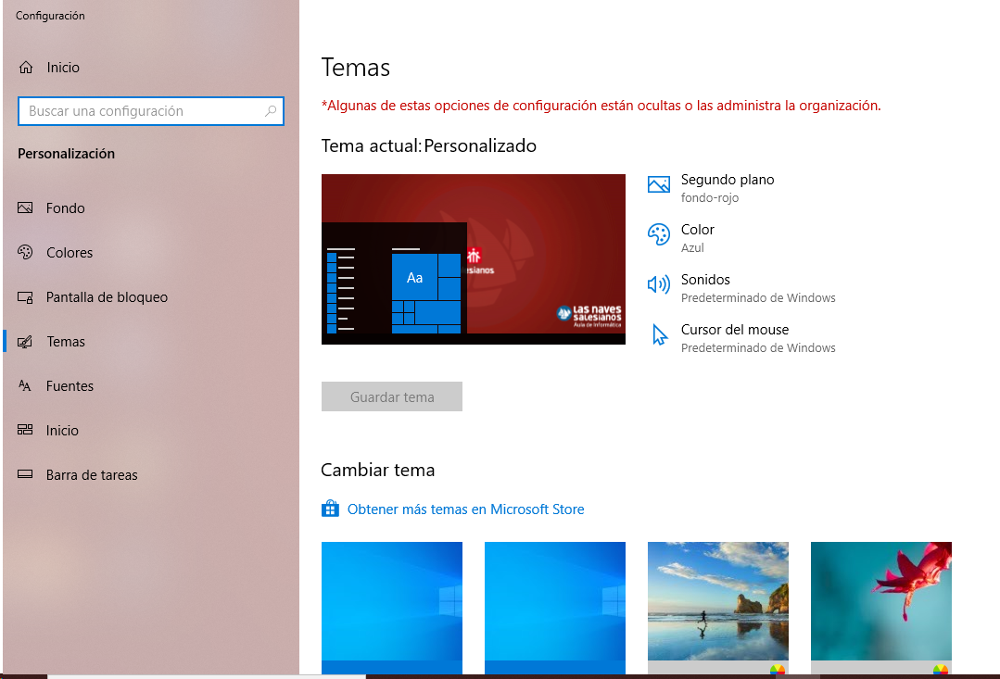 Configuración
Inicio
Buscar una configuración
Personalización
Fondo
Colores
Pantalla de bloqueo
Temas
Fuentes
Inicio
Barra de tareas
Temas
*Algunas de estas opciones de configuración están ocultas o las administra la organización.
Tema actual: Personalizado
Aa
esianos
LAS NAVES
SALESIANOS
Aula de Informática
Segundo plano
fondo-rojo
Color
Azul
Sonidos
Predeterminado de Windows
Cursor del mouse
Predeterminado de Windows
Guardar tema
Cambiar tema
Obtener más temas en Microsoft Store